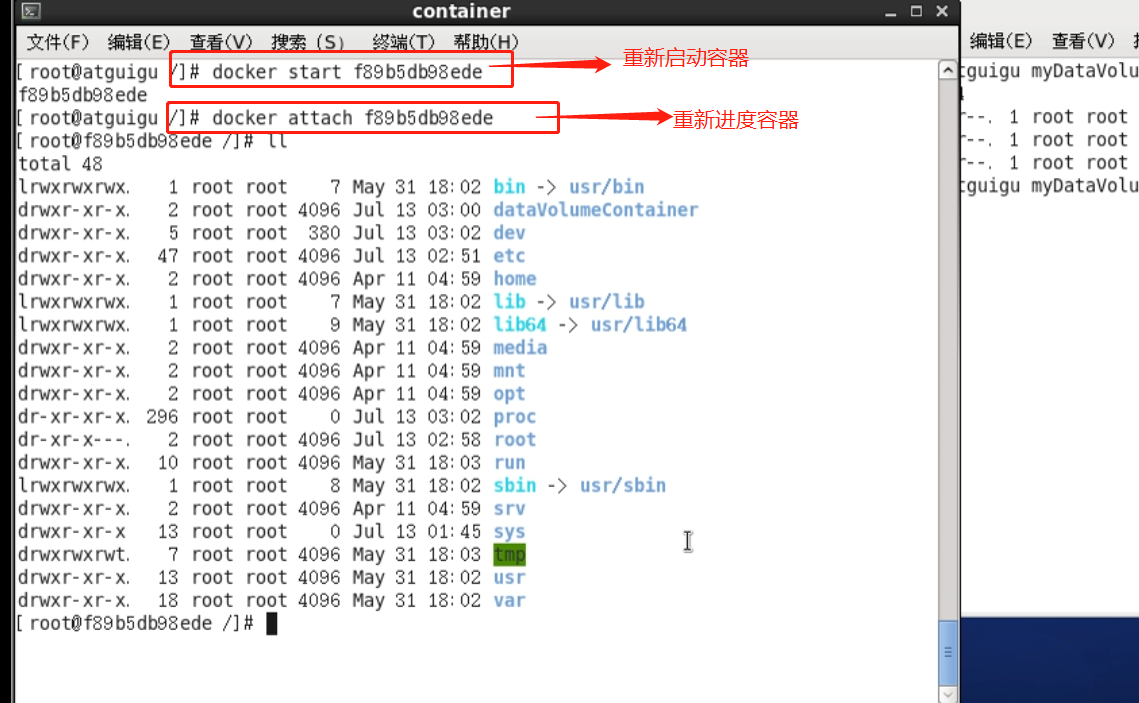 container
文件(F) 编辑(E) 查看(V) 搜索 (S) 终端(T) 帮助(H)
[ root@atguigu /]# docker start f89b5db98ede
重新启动容器
f89b5db98ede
[ root@atguigu /]# docker attach f89b5db98ede
重新进度容器
[ root@f89b5db98ede /]# ll
total 48
lrwxrwxrwx. 1 root root 7 May 31 18:02 bin -> usr/bin
drwxr-xr-x. 2 root root 4096 Jul 13 03:00 dataVolumeContainer
drwxr-xr-x. 5 root root 380 Jul 13 03:02 dev
drwxr-xr-x. 47 root root 4096 Jul 13 02:51 etc
drwxr-xr-x. 2 root root 4096 Apr 11 04:59 home
lrwxrwxrwx. 1 root root 7 May 31 18:02 lib -> usr/lib
lrwxrwxrwx. 1 root root 9 May 31 18:02 lib64 -> usr/lib64
drwxr-xr-x. 2 root root 4096 Apr 11 04:59 media
drwxr-xr-x. 2 root root 4096 Apr 11 04:59 mnt
drwxr-xr-x. 2 root root 4096 Apr 11 04:59 opt
dr-xr-xr-x. 296 root root 0 Jul 13 03:02 proc
dr-xr-x---. 2 root root 4096 Jul 13 02:58 root
drwxr-xr-x. 10 root root 4096 May 31 18:03 run
lrwxrwxrwx. 1 root root 8 May 31 18:02 sbin -> usr/sbin
drwxr-xr-x. 2 root root 4096 Apr 11 04:59 srv
drwxr-xr-x 13 root root 0 Jul 13 01:45 sys
drwxrwxrwt. 7 root root 4096 May 31 18:03 tmp
drwxr-xr-x. 13 root root 4096 May 31 18:02 usr
drwxr-xr-x. 18 root root 4096 May 31 18:02 var
[ root@f89b5db98ede /]#
编辑(E) 查看(V)
tguigu myDataVolu
r--. 1 root root
r--. 1 root root
r--. 1 root root
tguigu myDataVolu